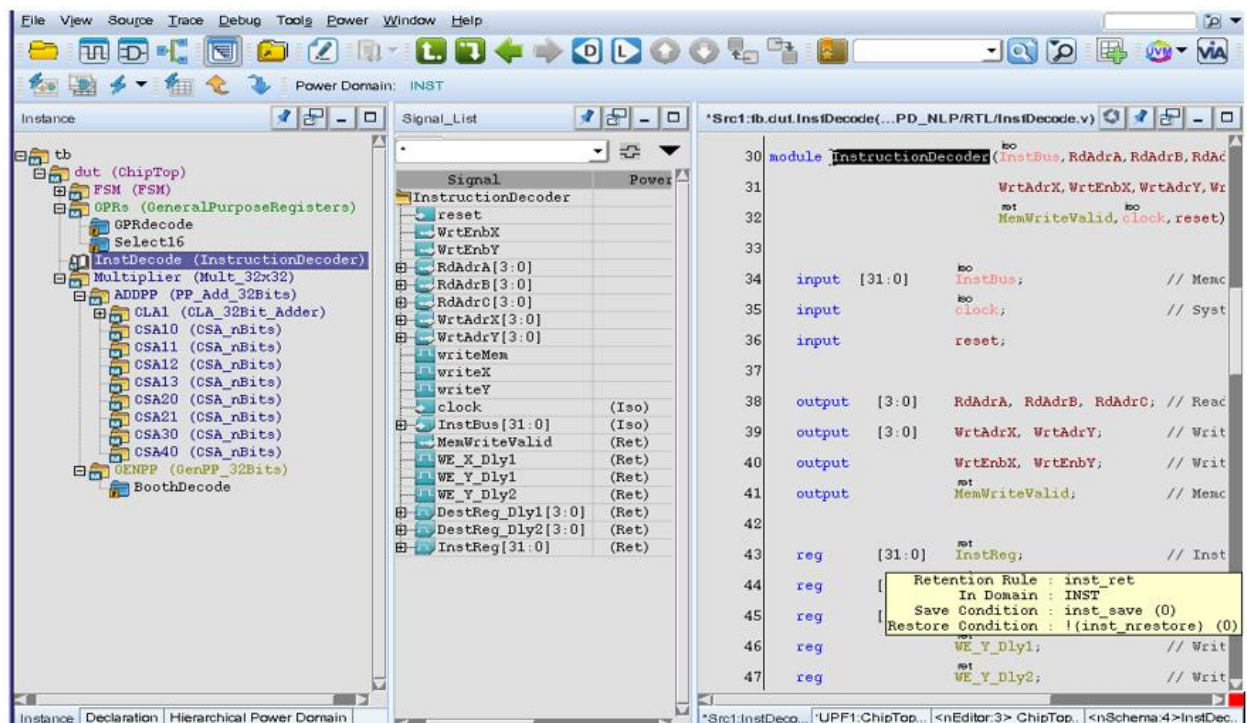 File View Source Trace Debug Tools Power Window Help
Power Domain: INST
Instance
tb
dut (ChipTop)
FSM (FSM)
GPRs (GeneralPurposeRegisters)
GPRdecode
Select16
InstDecode (InstructionDecoder)
Multiplier (Mult_32x32)
ADDPP (PP_Add_32Bits)
CLA1 (CLA_32Bit_Adder)
CSA10 (CSA_nBits)
CSA11 (CSA_nBits)
CSA12 (CSA_nBits)
CSA13 (CSA_nBits)
CSA20 (CSA_nBits)
CSA21 (CSA_nBits)
CSA30 (CSA_nBits)
CSA40 (CSA_nBits)
GENPP (GenPP_32Bits)
BoothDecode
Instance Declaration Hierarchical Power Domain
Signal_List
*
Signal Power
InstructionDecoder
reset
WrtEnbX
WrtEnbY
RdAdrA[3:0]
RdAdrB[3:0]
RdAdrC[3:0]
WrtAdrX[3:0]
WrtAdrY[3:0]
writeMem
writeX
writeY
clock (Iso)
InstBus[31:0] (Iso)
MemWriteValid (Ret)
WE_X_Dly1 (Ret)
WE_Y_Dly1 (Ret)
WE_Y_Dly2 (Ret)
DestReg_Dly1[3:0] (Ret)
DestReg_Dly2[3:0] (Ret)
InstReg[31:0] (Ret)
*Src1:tb.dut.InstDecode(...PD_NLP/RTL/InstDecode.v)
iso
30 module InstructionDecoder (InstBus, RdAdrA, RdAdrB, RdAd
31 WrtAdrX, WrtEnbX, WrtAdrY, Wr
ret iso
32 MemWriteValid, clock, reset)
33
iso
34 input [31:0] InstBus; // Memo
iso
35 input clock; // Syst
36 input reset;
37
38 output [3:0] RdAdrA, RdAdrB, RdAdrC; // Read
39 output [3:0] WrtAdrX, WrtAdrY; // Writ
40 output WrtEnbX, WrtEnbY; // Writ
ret
41 output MemWriteValid; // Memo
42
ret
43 reg [31:0] InstReg; // Inst
44 reg [
45 reg [
Retention Rule : inst_ret
In Domain : INST
Save Condition : inst_save (0)
Restore Condition : !(inst_nrestore) (0)
46 reg WE_Y_Dly1; // Writ
ret
47 reg WE_Y_Dly2; // Writ
*Src1:InstDeco... *UPF1:ChipTop... <nEditor:3> ChipTop... <nSchema:4>InstDec...
UVM
VIA
D
L